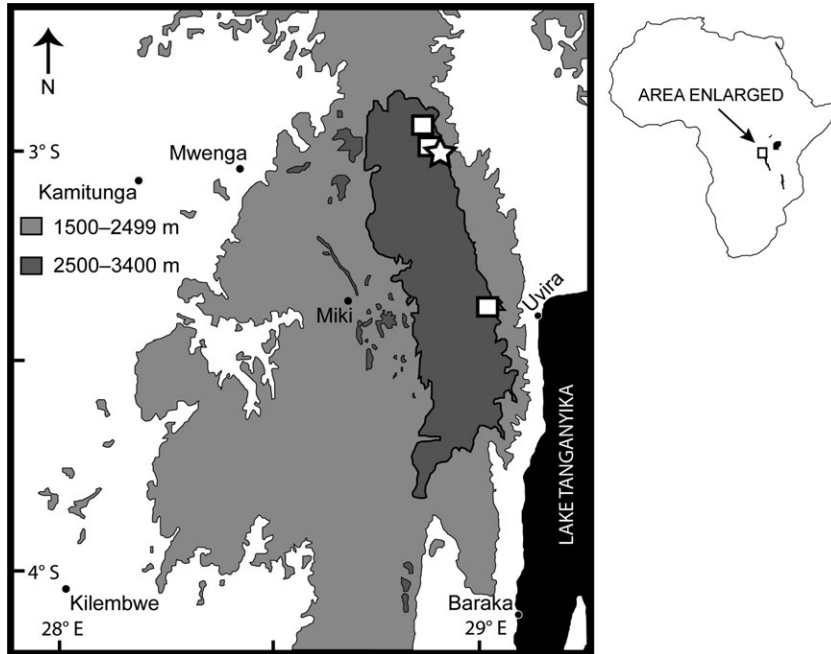 N
3° S
Mwenga
Kamitunga
1500–2499 m
2500–3400 m
Miki
Uvira
LAKE TANGANYIKA
4° S
Kilembwe
Baraka
28° E
29° E
AREA ENLARGED